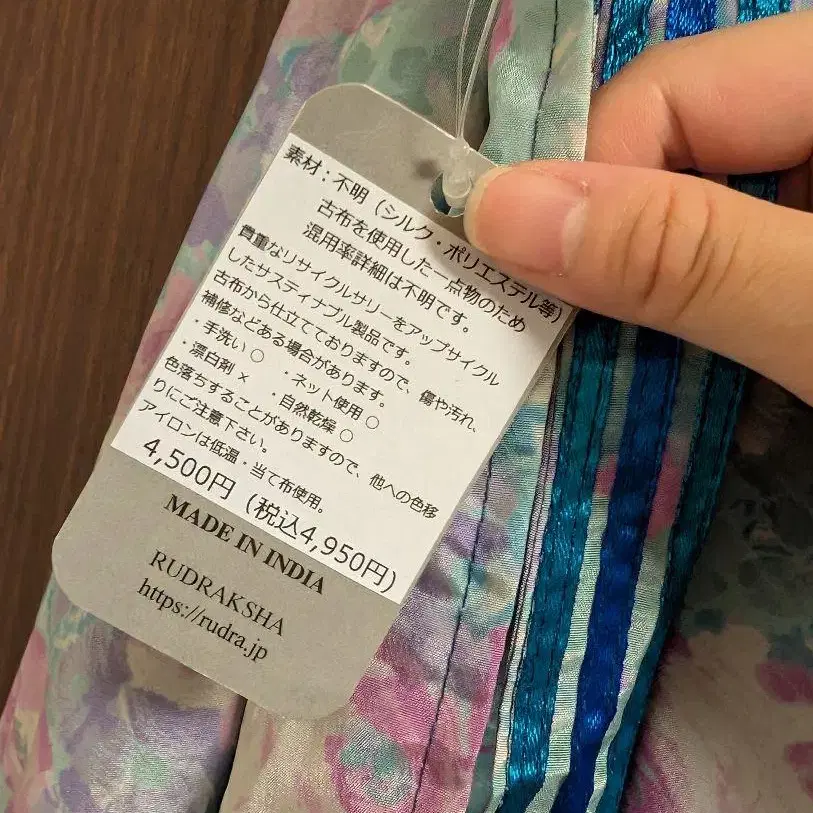 素材：不明（シルク・ポリエステル等）
古布を使用した一点物のため
混用率詳細は不明です。
貴重なリサイクルサリーをアップサイクル
したサスティナブル製品です。
古布から仕立てておりますので、傷や汚れ、
補修などある場合があります。
・手洗い○　・ネット使用○
・漂白剤×　・自然乾燥○
色落ちすることがありますので、他への色移
りにご注意下さい。
アイロンは低温・当て布使用。
4,500円（税込4,950円）
MADE IN INDIA
RUDRAKSHA
https://rudra.jp